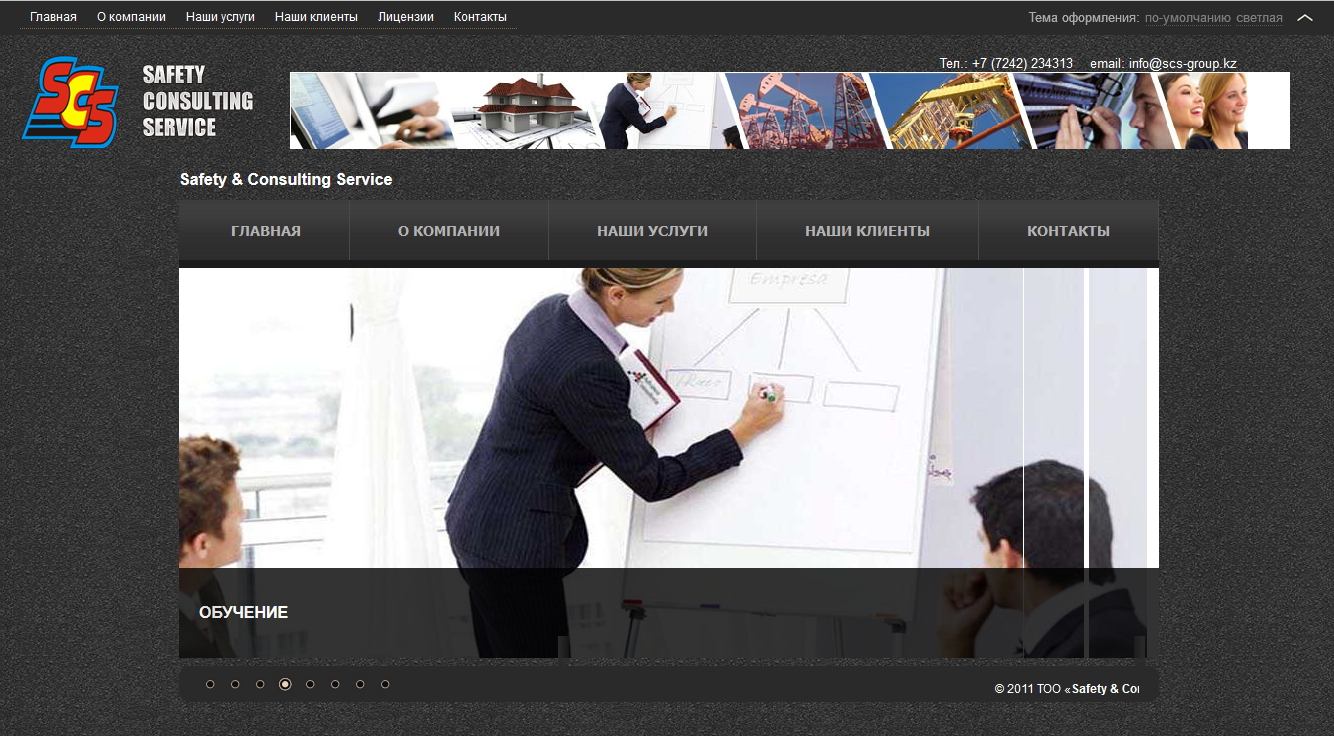 Главная О компании Наши услуги Наши клиенты Лицензии Контакты
Тема оформления: по-умолчанию светлая
SCS
SAFETY
CONSULTING
SERVICE
Тел.: +7 (7242) 234313 email: info@scs-group.kz
Safety & Consulting Service
ГЛАВНАЯ О КОМПАНИИ НАШИ УСЛУГИ НАШИ КЛИЕНТЫ КОНТАКТЫ
Empresa
ОБУЧЕНИЕ
© 2011 ТОО «Safety & Co